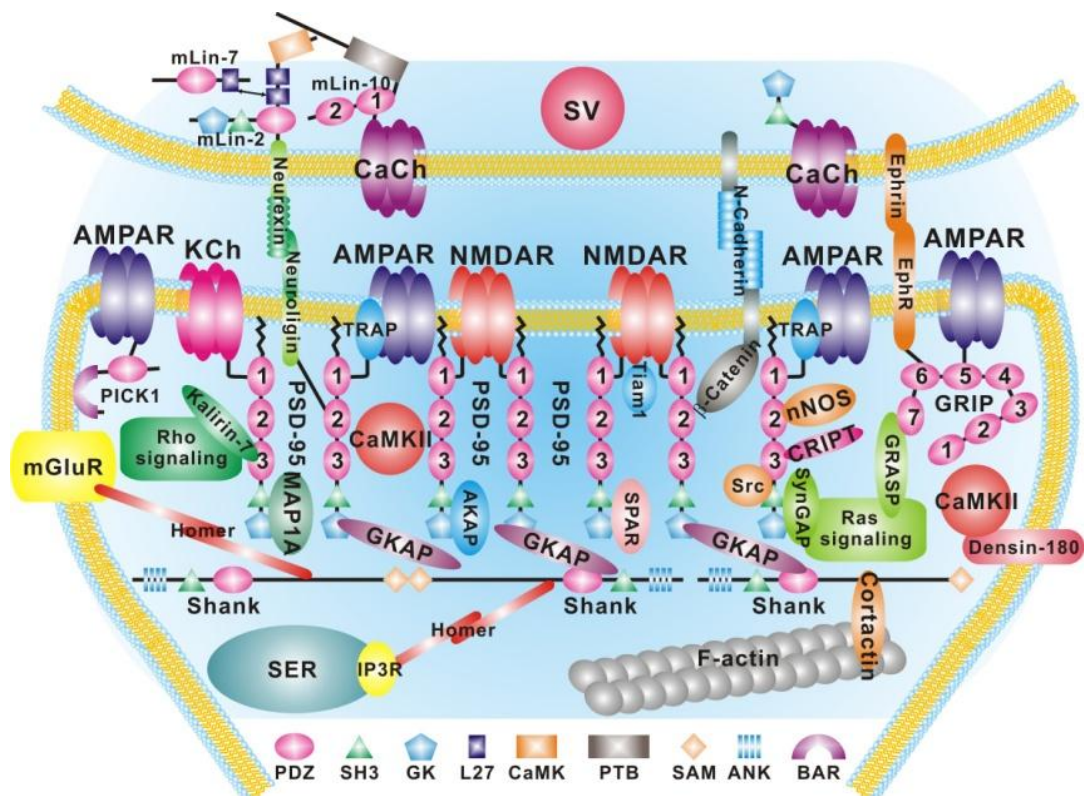 mLin-7
mLin-10
2 1
mLin-2
SV
CaCh
CaCh
Neurexin
N-Cadherin
Ephrin
AMPAR
KCh
Neuroligin
AMPAR
NMDAR
NMDAR
AMPAR
EphR
AMPAR
TRAP
TRAP
PICK1
1
2
3
PSD-95
1
2
3
1
2
3
PSD-95
1
2
3
PSD-95
1
2
3
Tiam1
1
2
3
β-Catenin
1
2
3
6 5 4
GRIP
7
3
2
1
Kalirin-7
Rho
signaling
CaMKII
nNOS
CRIPT
GRASP
mGluR
MAP1A
AKAP
SPAR
Src
SynGAP
Ras
signaling
CaMKII
Densin-180
Homer
GKAP
GKAP
GKAP
Shank
Shank
Shank
Cortactin
Homer
SER
IP3R
F-actin
PDZ SH3 GK L27 CaMK PTB SAM ANK BAR